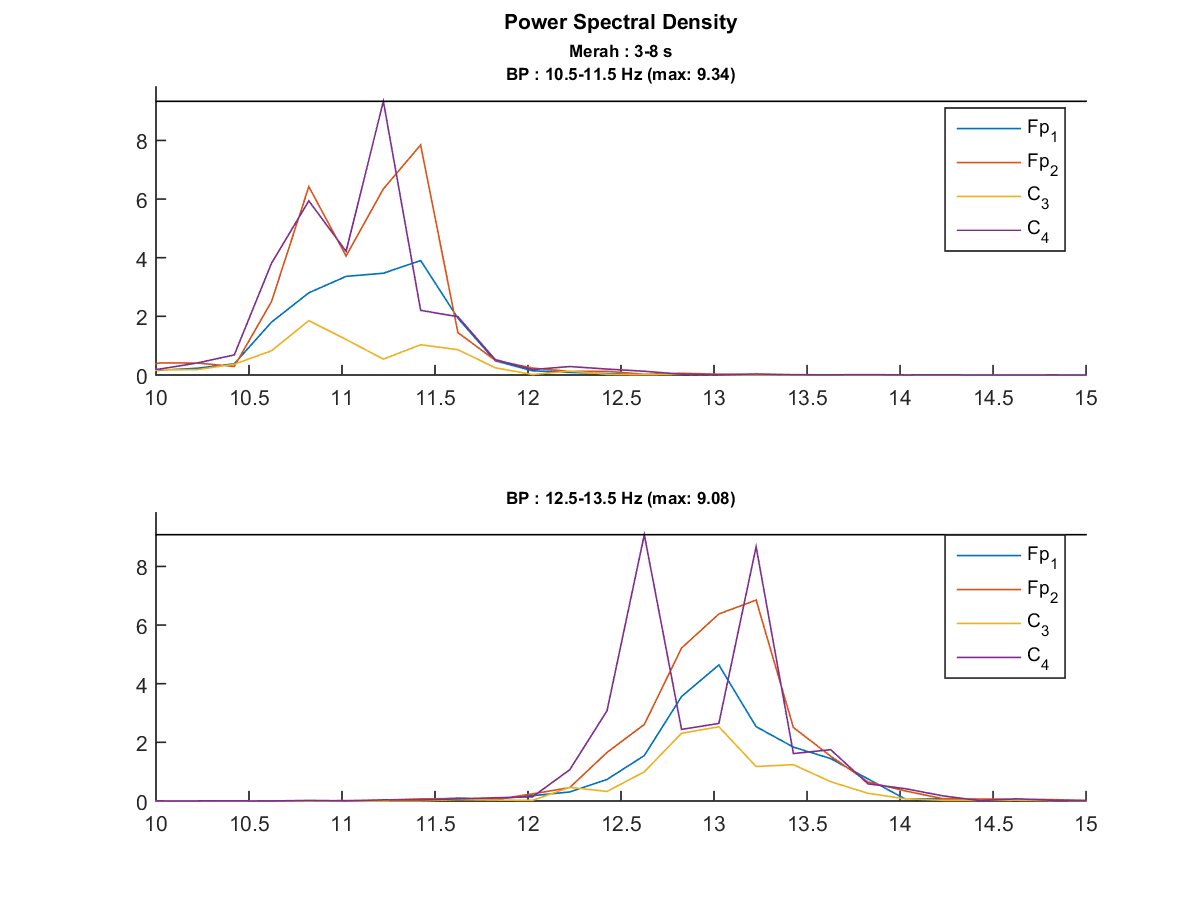 Power Spectral Density
Merah : 3-8 s
BP : 10.5-11.5 Hz (max: 9.34)
8
6
4
2
0
10 10.5 11 11.5 12 12.5 13 13.5 14 14.5 15
Fp1
Fp2
C3
C4
BP : 12.5-13.5 Hz (max: 9.08)
8
6
4
2
0
10 10.5 11 11.5 12 12.5 13 13.5 14 14.5 15
Fp1
Fp2
C3
C4